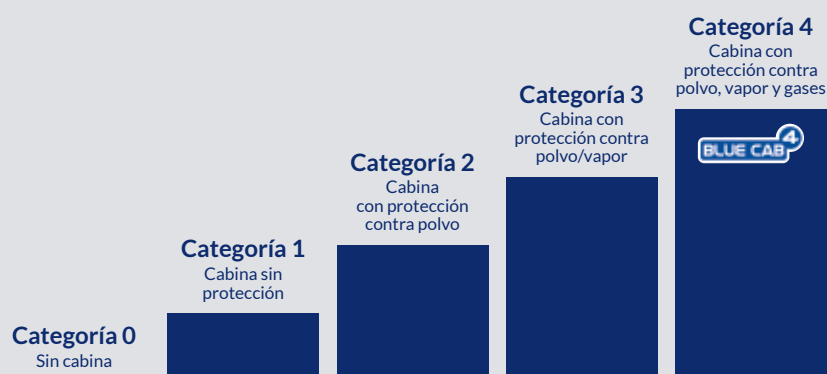 Categoría 4
Cabina con
protección contra
polvo, vapor y gases
BLUE CAB 4
Categoría 3
Cabina con
protección contra
polvo/vapor
Categoría 2
Cabina
con protección
contra polvo
Categoría 1
Cabina sin
protección
Categoría 0
Sin cabina